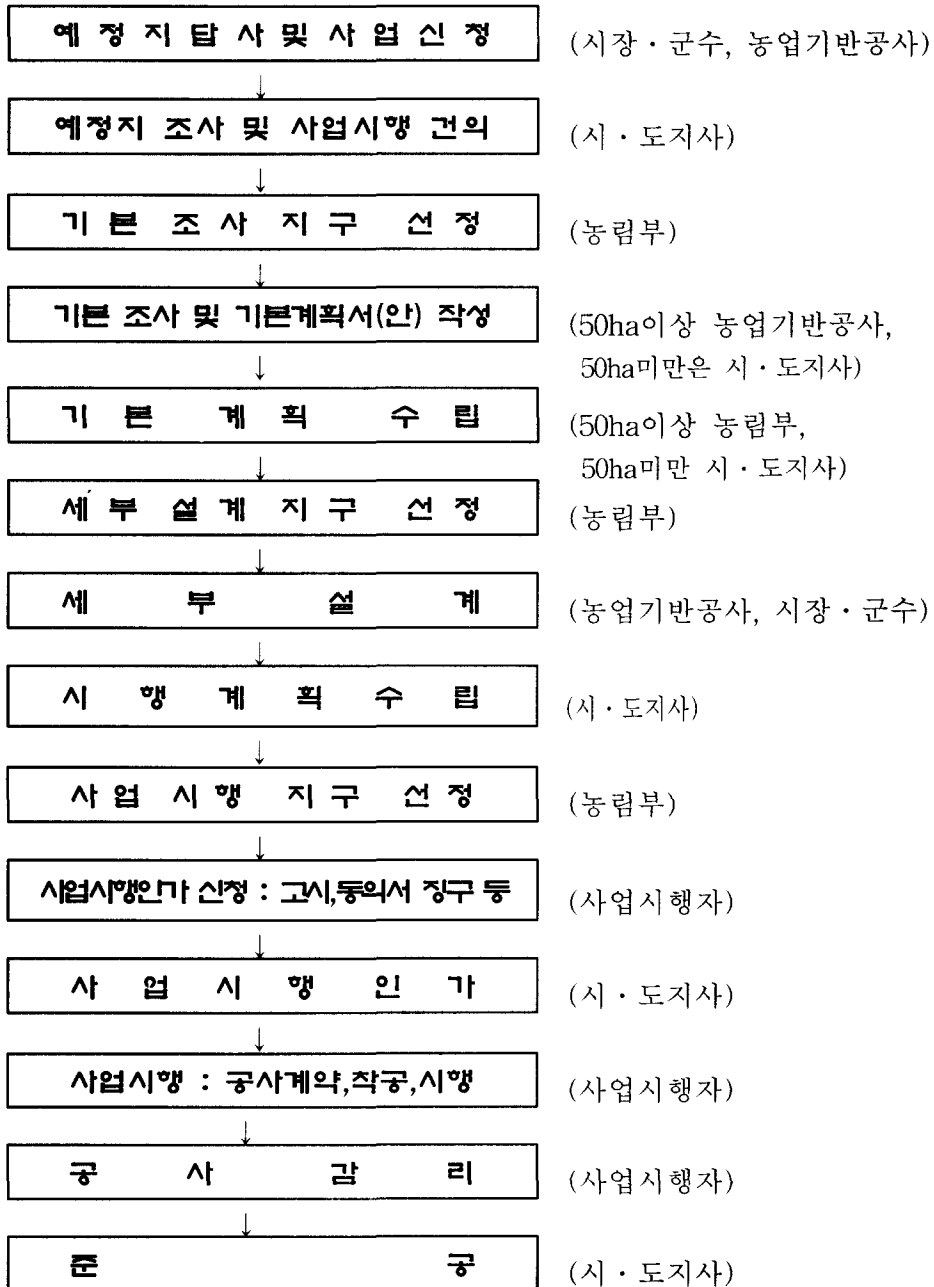 예 정 지 답 사 및 사 업 신 청 (시장 · 군수, 농업기반공사)
예정지 조사 및 사업시행 건의 (시 · 도지사)
기 본 조 사 지 구 선 정 (농림부)
기본 조사 및 기본계획서(안) 작성 (50ha이상 농업기반공사,
50ha미만은 시 · 도지사)
기 본 계 획 수 립 (50ha이상 농림부,
50ha미만 시 · 도지사)
세 부 설 계 지 구 선 정 (농림부)
세 부 설 계 (농업기반공사, 시장 · 군수)
시 행 계 획 수 립 (시 · 도지사)
사 업 시 행 지 구 선 정 (농림부)
사업시행인가 신청 : 고시,동의서 징구 등 (사업시행자)
사 업 시 행 인 가 (시 · 도지사)
사업시행 : 공사계약,착공,시행 (사업시행자)
공 사 감 리 (사업시행자)
준 공 (시 · 도지사)